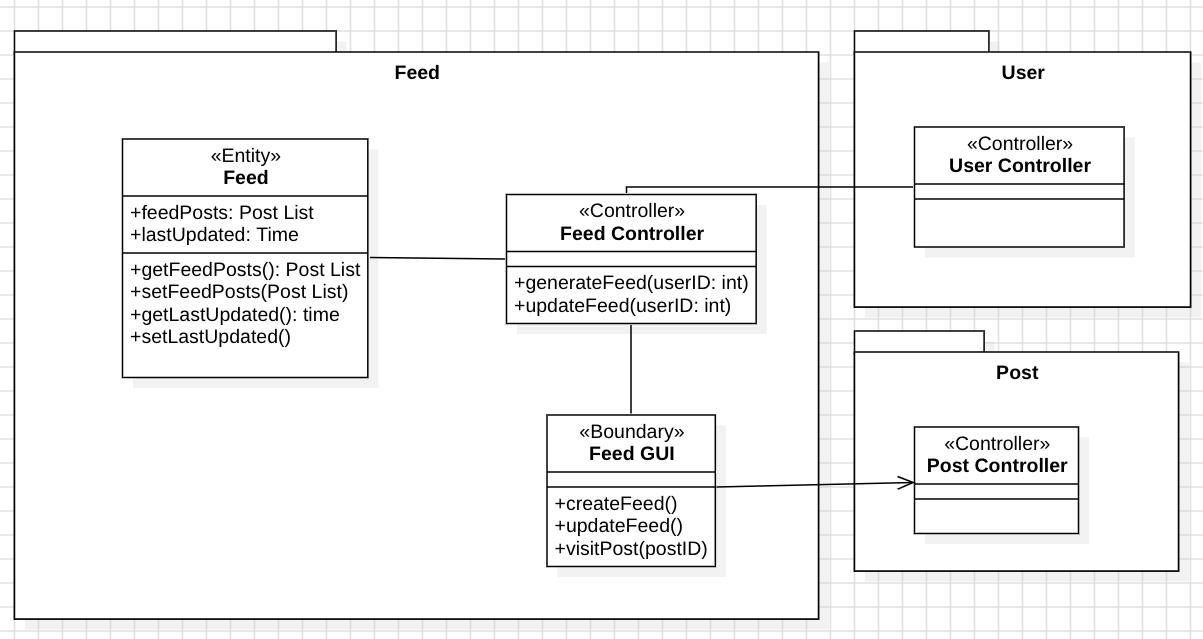 Feed
«Entity»
Feed
+feedPosts: Post List
+lastUpdated: Time
+getFeedPosts(): Post List
+setFeedPosts(Post List)
+getLastUpdated(): time
+setLastUpdated()
«Controller»
Feed Controller
+generateFeed(userID: int)
+updateFeed(userID: int)
«Boundary»
Feed GUI
+createFeed()
+updateFeed()
+visitPost(postID)
User
«Controller»
User Controller
Post
«Controller»
Post Controller